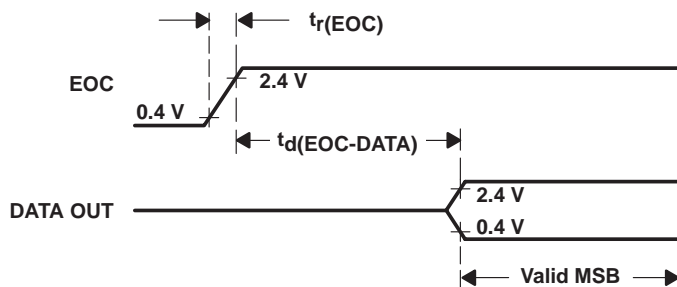 tr(EOC)
EOC
2.4 V
0.4 V
td(EOC-DATA)
DATA OUT
2.4 V
0.4 V
Valid MSB